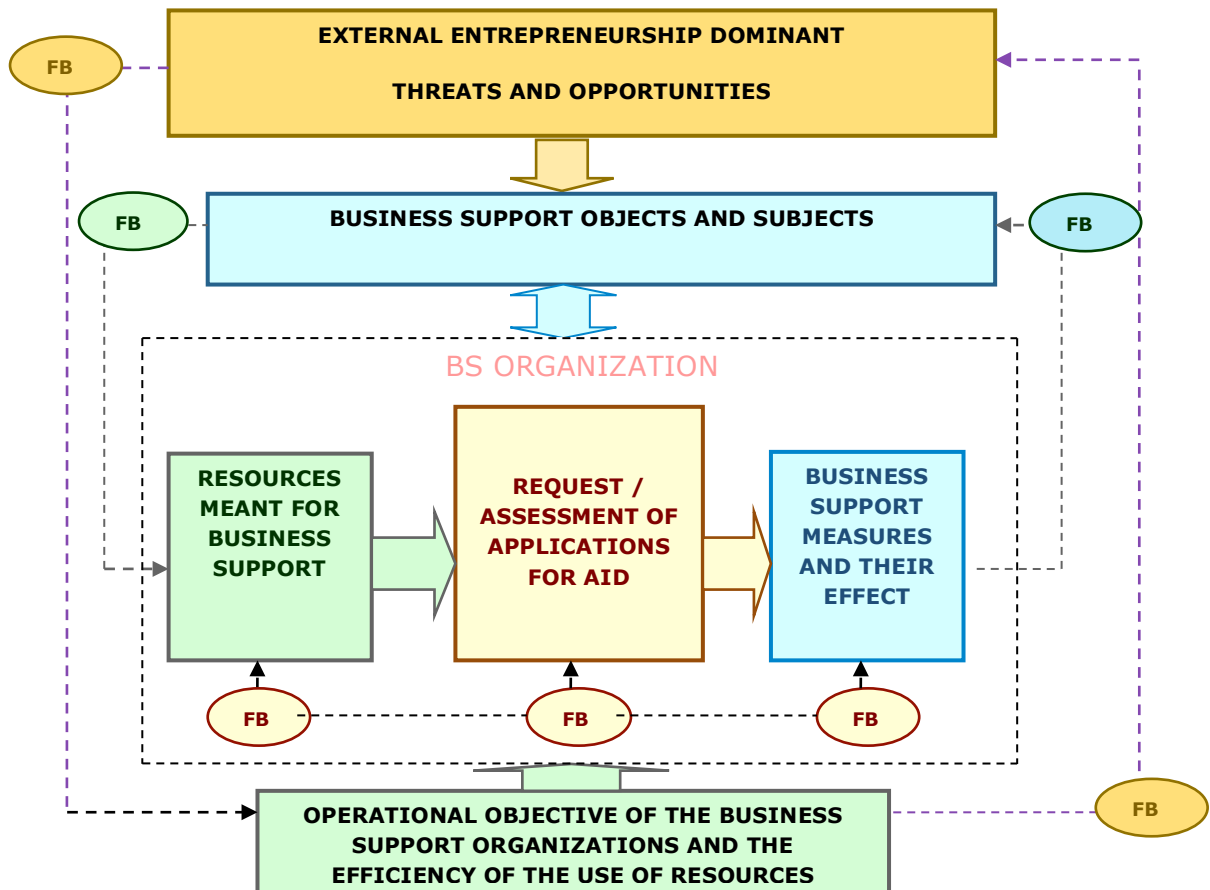 EXTERNAL ENTREPRENEURSHIP DOMINANT
THREATS AND OPPORTUNITIES
FB
BUSINESS SUPPORT OBJECTS AND SUBJECTS
FB
FB
BS ORGANIZATION
RESOURCES
MEANT FOR
BUSINESS
SUPPORT
REQUEST /
ASSESSMENT OF
APPLICATIONS
FOR AID
BUSINESS
SUPPORT
MEASURES
AND THEIR
EFFECT
FB
FB
FB
FB
OPERATIONAL OBJECTIVE OF THE BUSINESS
SUPPORT ORGANIZATIONS AND THE
EFFICIENCY OF THE USE OF RESOURCES